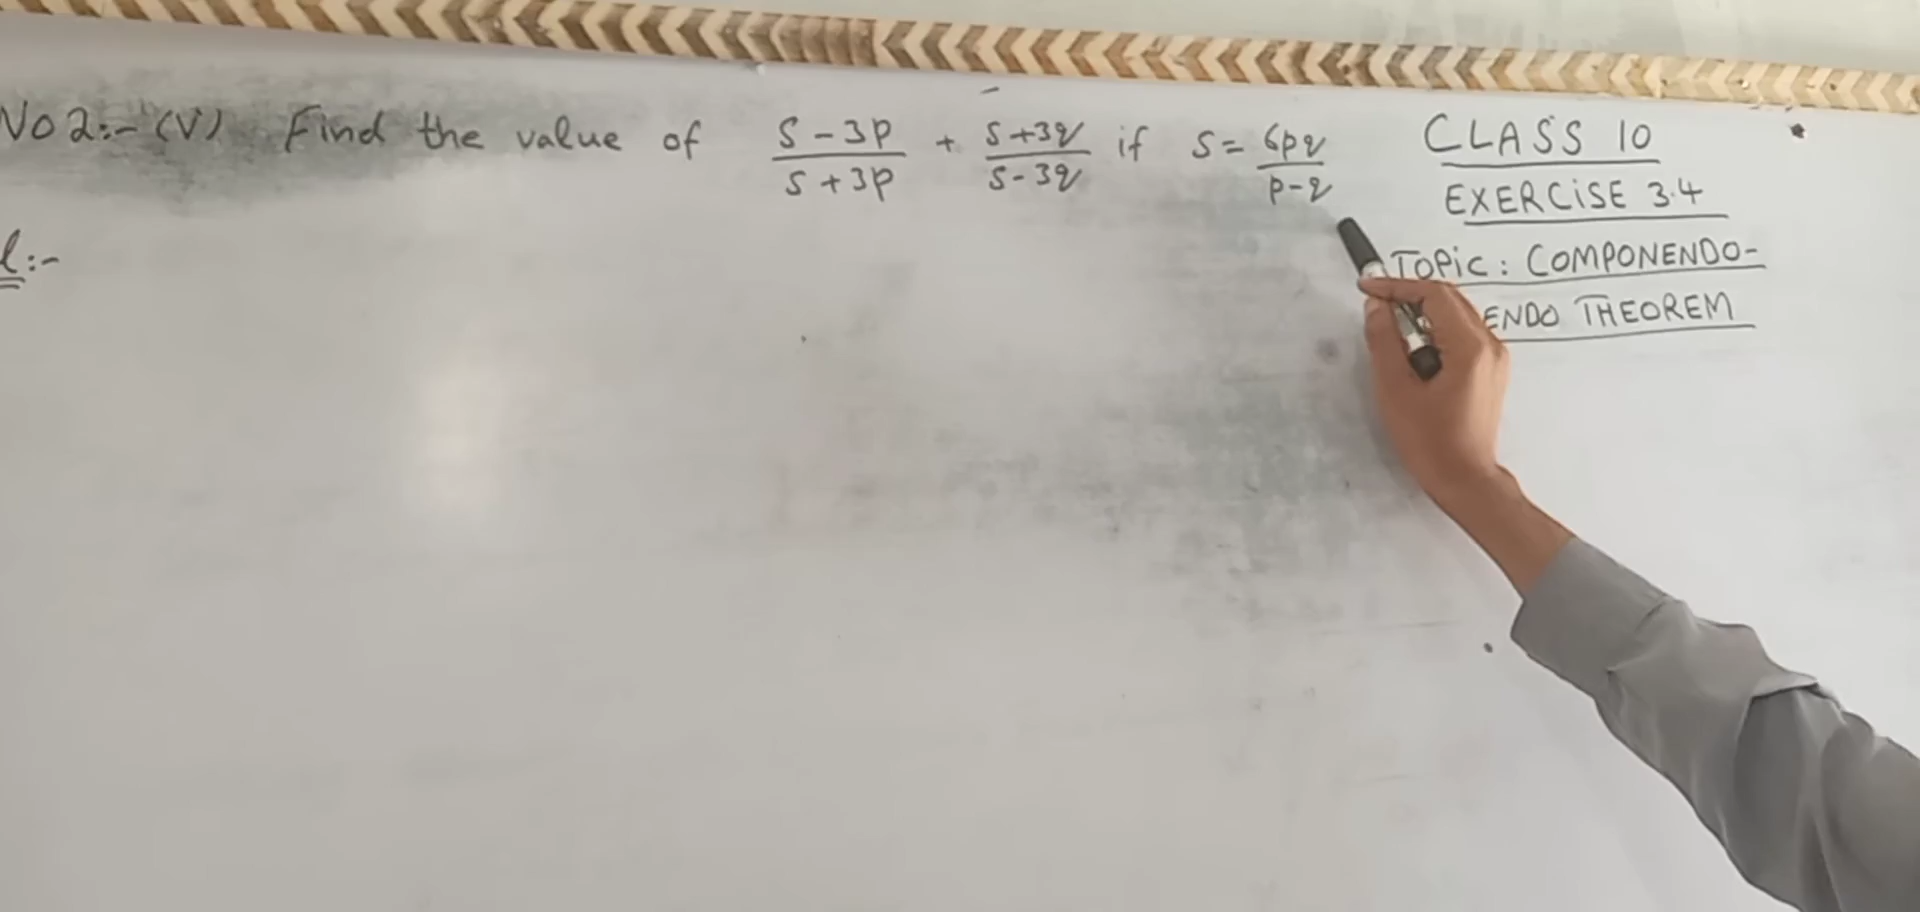 No 2:- (V) Find the value of (S-3P)/(S+3P) + (S+3q)/(S-3q) if S = 6pq/(p-q)
l:-
CLASS 10
EXERCISE 3.4
TOPIC: COMPONENDO-
ENDO THEOREM